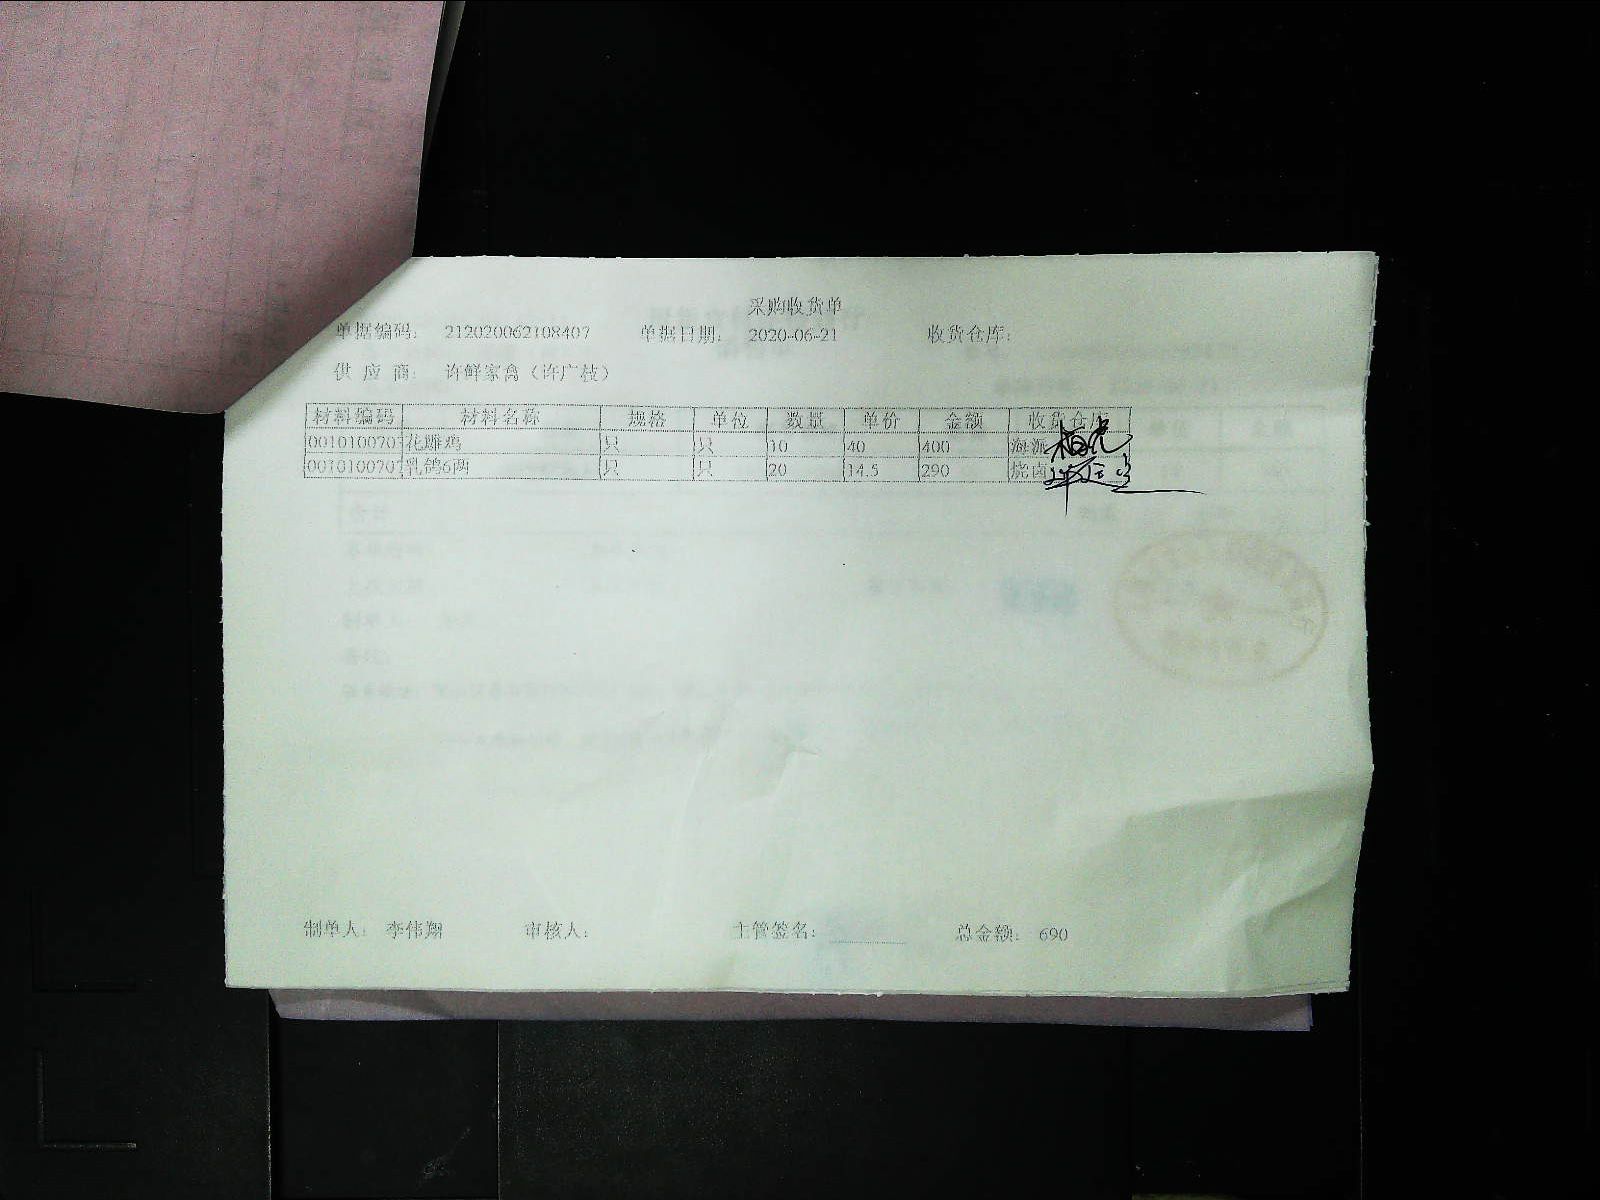 采购收货单
单据编码： 212020062108407 单据日期： 2020-06-21 收货仓库：
供 应 商： 许鲜家禽（许广枝）
材料编码 材料名称 规格 单位 数量 单价 金额 收货仓库
0010100707 花雕鸡 只 只 10 40 400 海派
0010100707 乳鸽6两 只 只 20 14.5 290 烧卤
制单人： 李伟翔 审核人： 主管签名： 总金额： 690